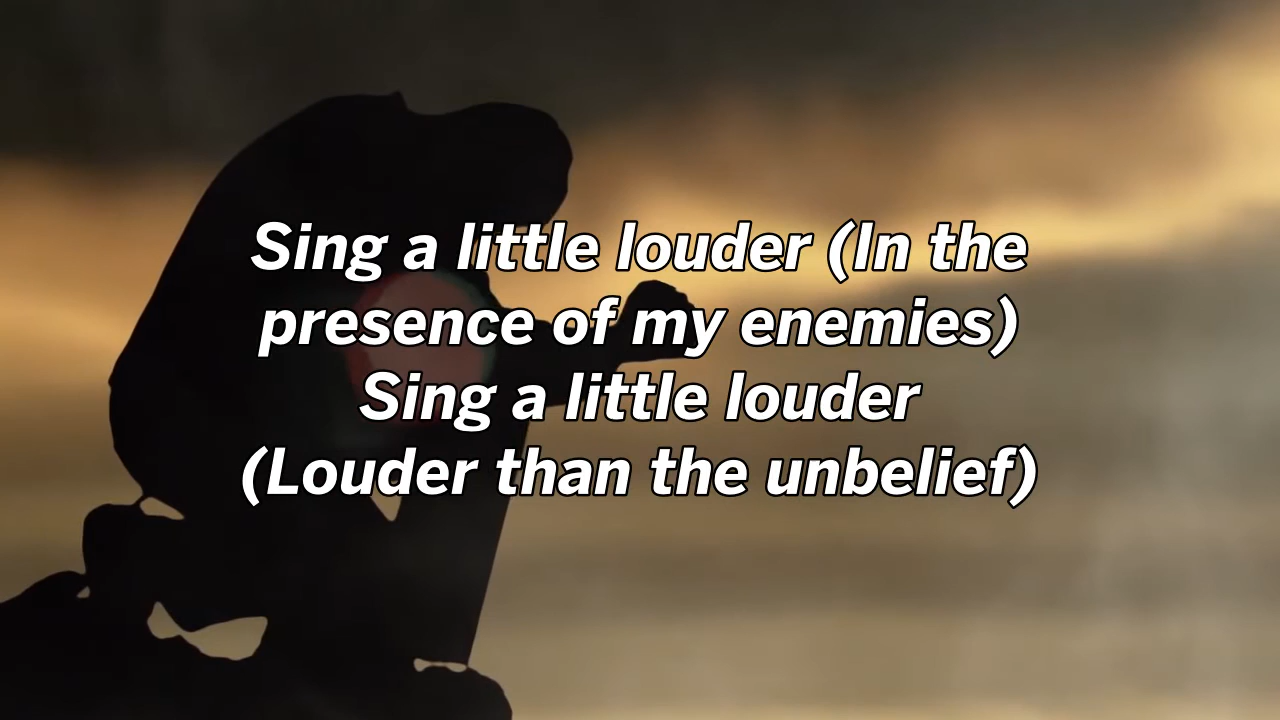 Sing a little louder (In the
presence of my enemies)
Sing a little louder
(Louder than the unbelief)